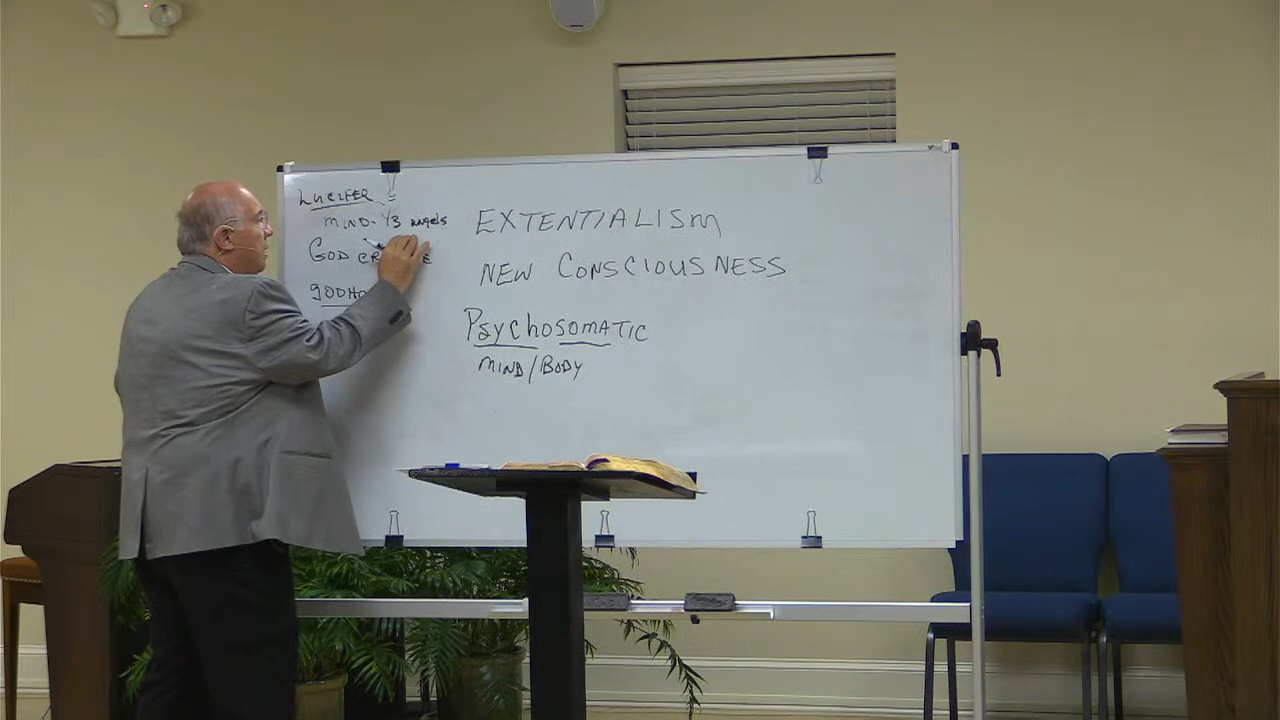 LUCIFER =
MIND - 1/3 angels
GOD
EXTENTIALISM
NEW CONSCIOUSNESS
PsychosomATIC
MIND/BODY